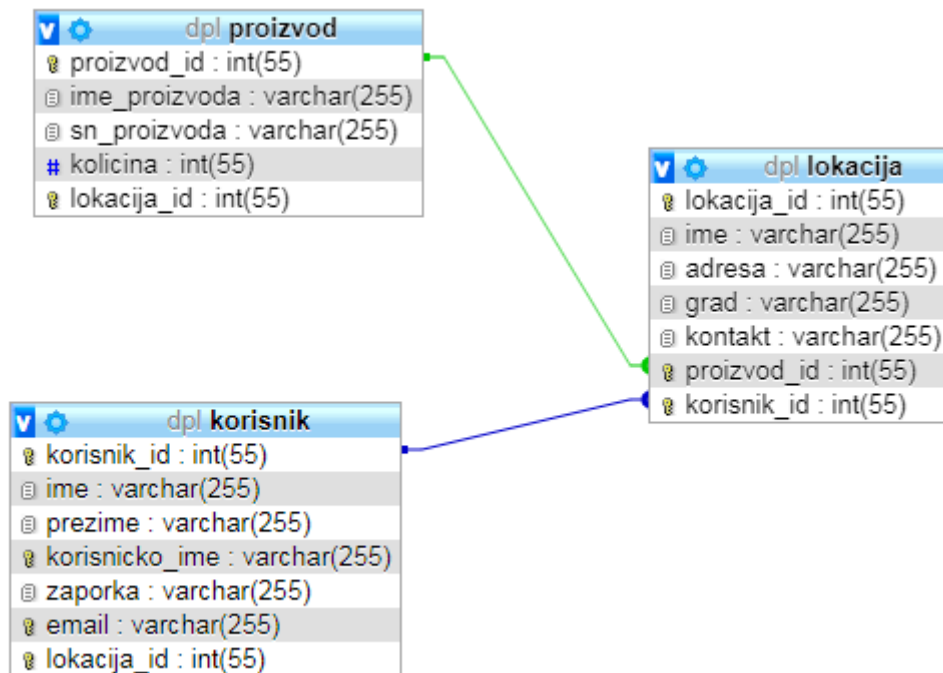 dpl proizvod
proizvod_id : int(55)
ime_proizvoda : varchar(255)
sn_proizvoda : varchar(255)
# kolicina : int(55)
lokacija_id : int(55)
dpl lokacija
lokacija_id : int(55)
ime : varchar(255)
adresa : varchar(255)
grad : varchar(255)
kontakt : varchar(255)
proizvod_id : int(55)
korisnik_id : int(55)
dpl korisnik
korisnik_id : int(55)
ime : varchar(255)
prezime : varchar(255)
korisnicko_ime : varchar(255)
zaporka : varchar(255)
email : varchar(255)
lokacija_id : int(55)